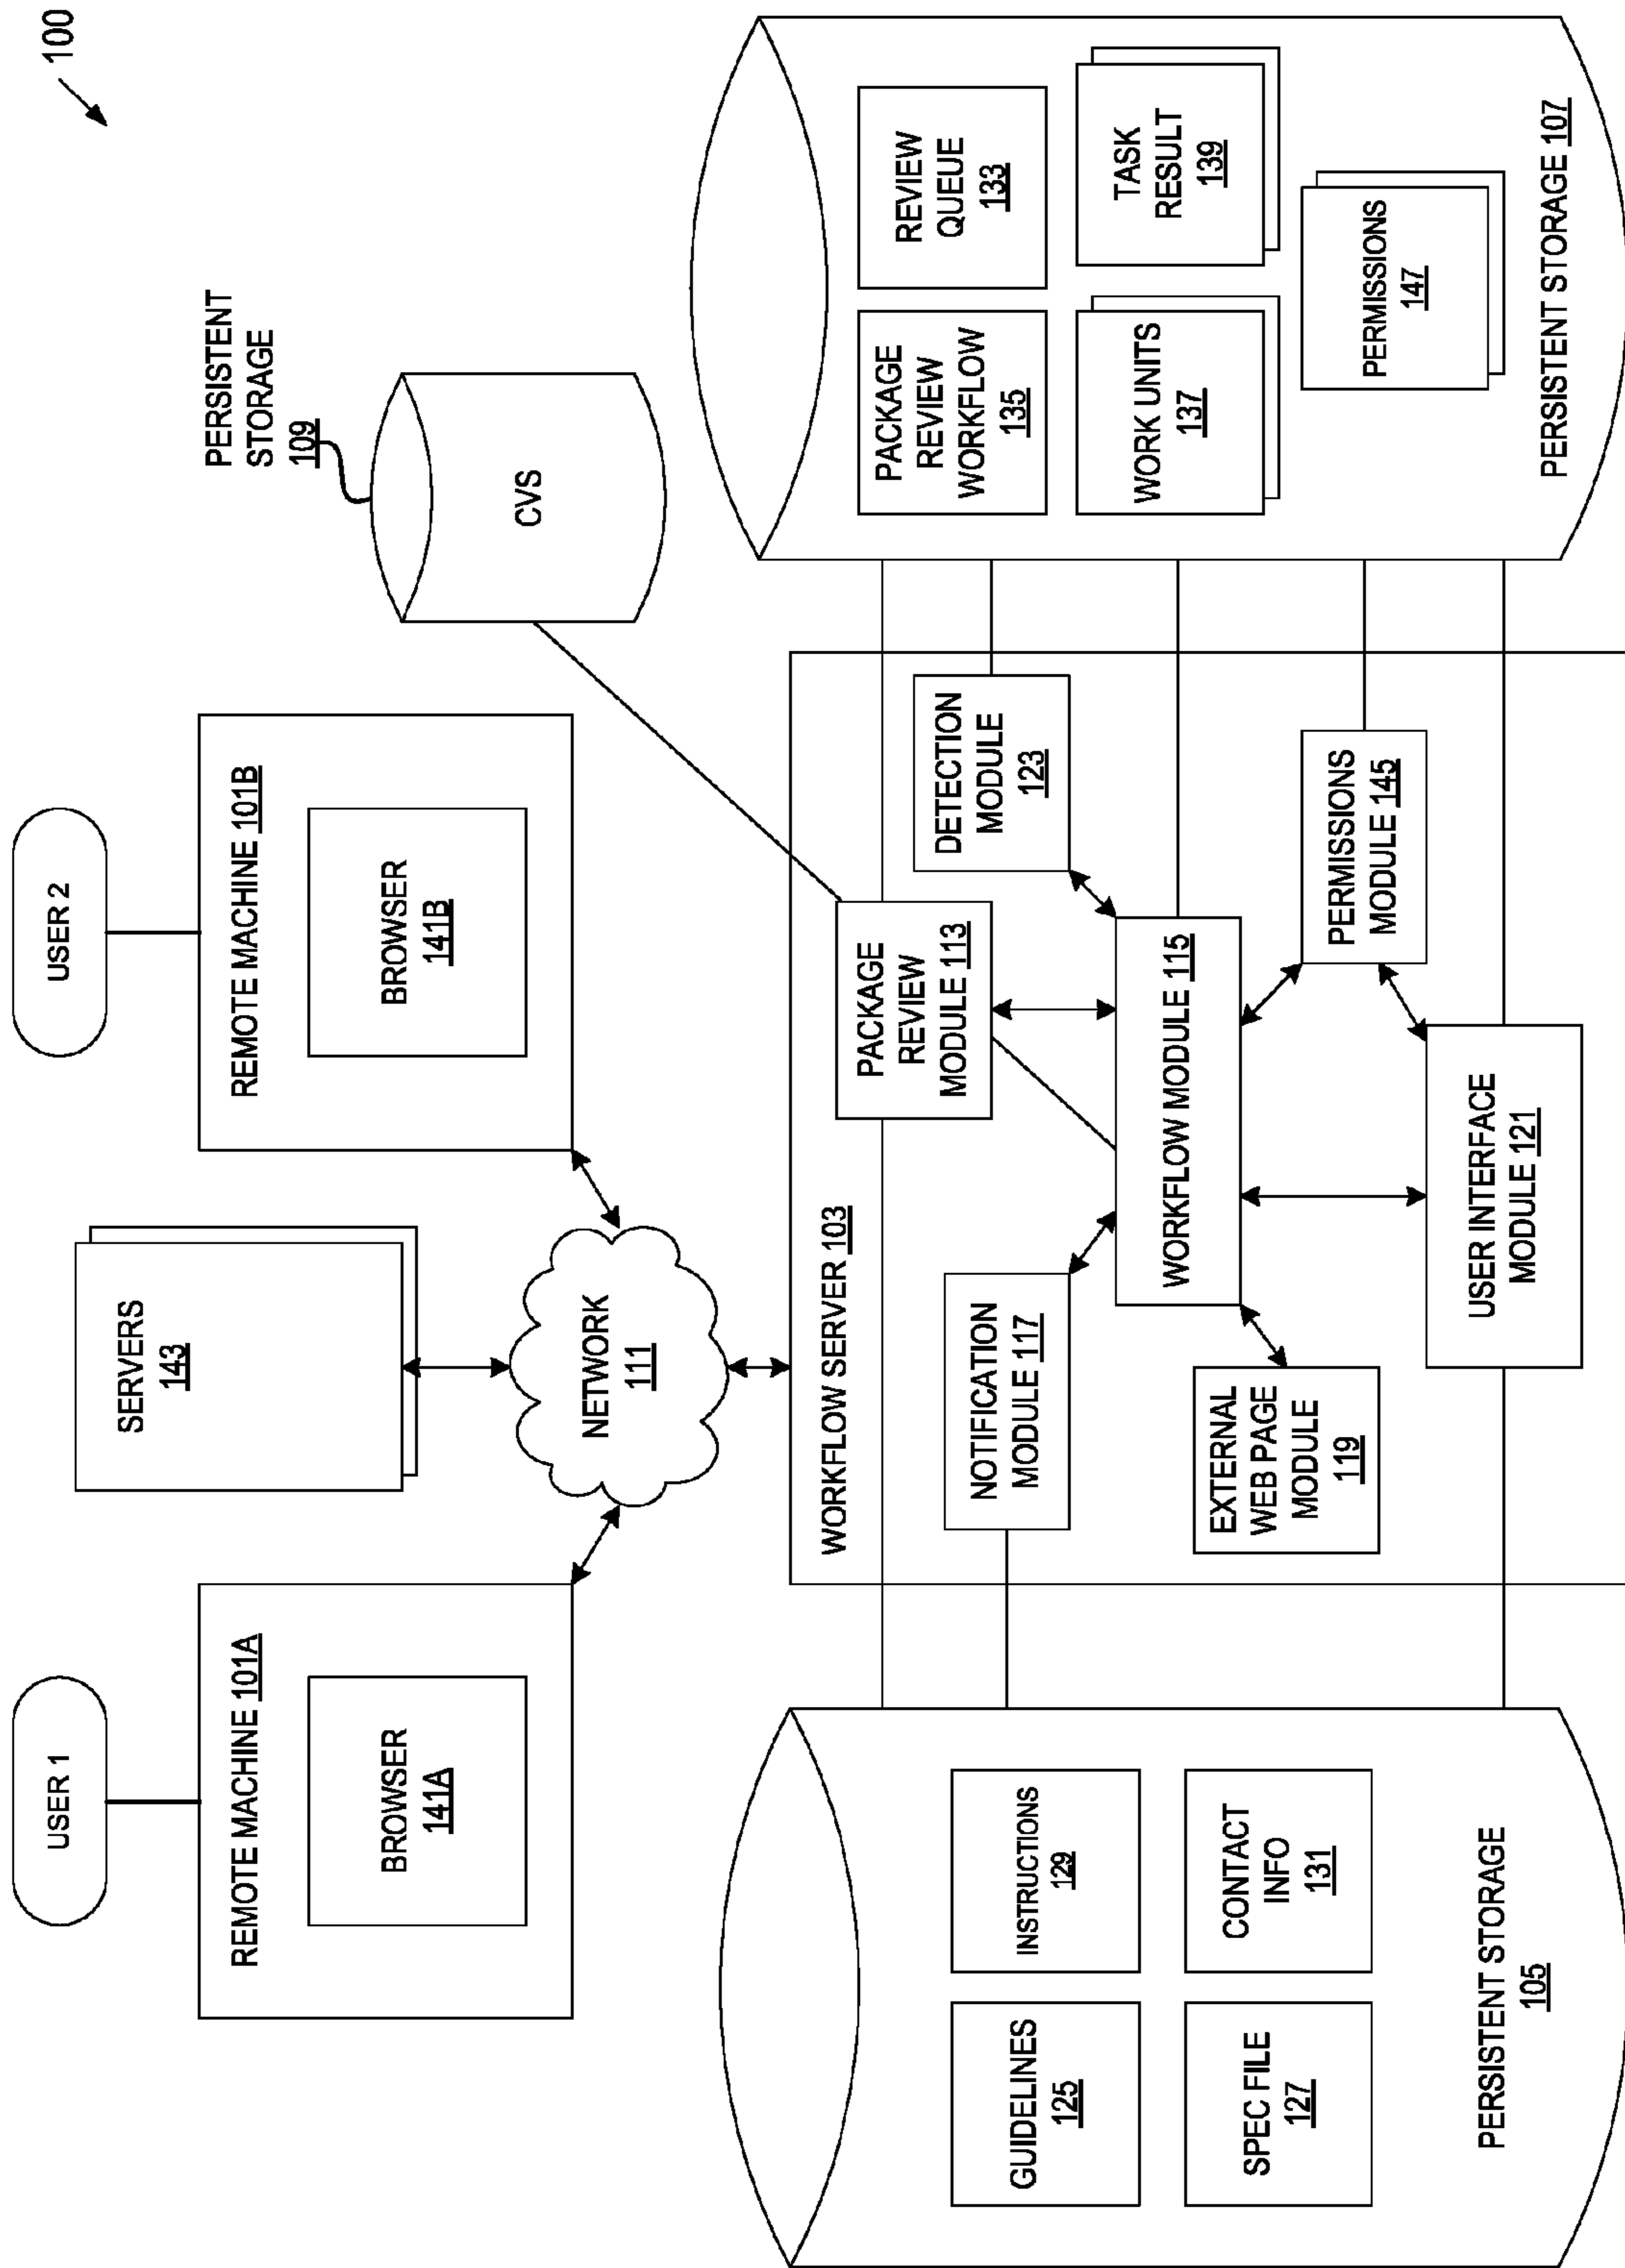 100
USER 1
USER 2
REMOTE MACHINE 101A
BROWSER
141A
SERVERS
143
REMOTE MACHINE 101B
BROWSER
141B
PERSISTENT
STORAGE
109
CVS
NETWORK
111
WORKFLOW SERVER 103
PACKAGE
REVIEW
MODULE 113
DETECTION
MODULE
123
NOTIFICATION
MODULE 117
WORKFLOW MODULE 115
EXTERNAL
WEB PAGE
MODULE
119
PERMISSIONS
MODULE 145
USER INTERFACE
MODULE 121
GUIDELINES
125
INSTRUCTIONS
129
SPEC FILE
127
CONTACT
INFO
131
PERSISTENT STORAGE
105
PACKAGE
REVIEW
WORKFLOW
135
REVIEW
QUEUE
133
WORK UNITS
137
TASK
RESULT
139
PERMISSIONS
147
PERSISTENT STORAGE 107